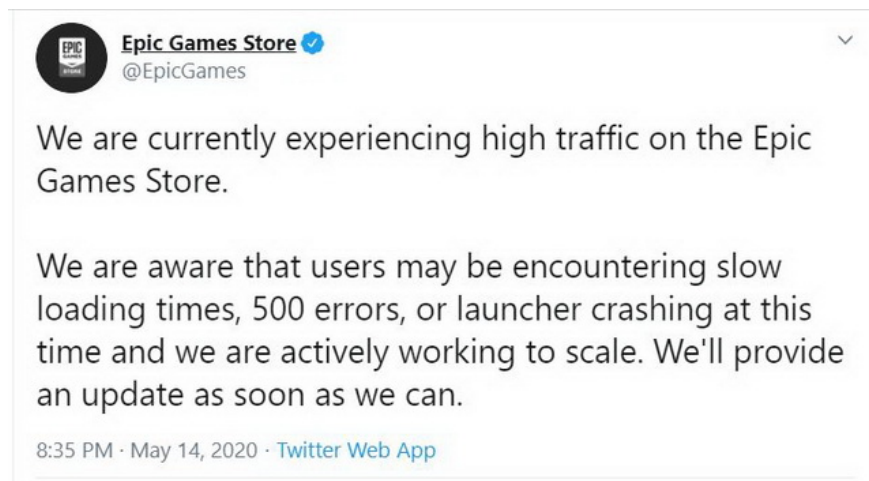 EPIC
GAMES
STORE
Epic Games Store
@EpicGames
We are currently experiencing high traffic on the Epic
Games Store.
We are aware that users may be encountering slow
loading times, 500 errors, or launcher crashing at this
time and we are actively working to scale. We'll provide
an update as soon as we can.
8:35 PM · May 14, 2020 · Twitter Web App